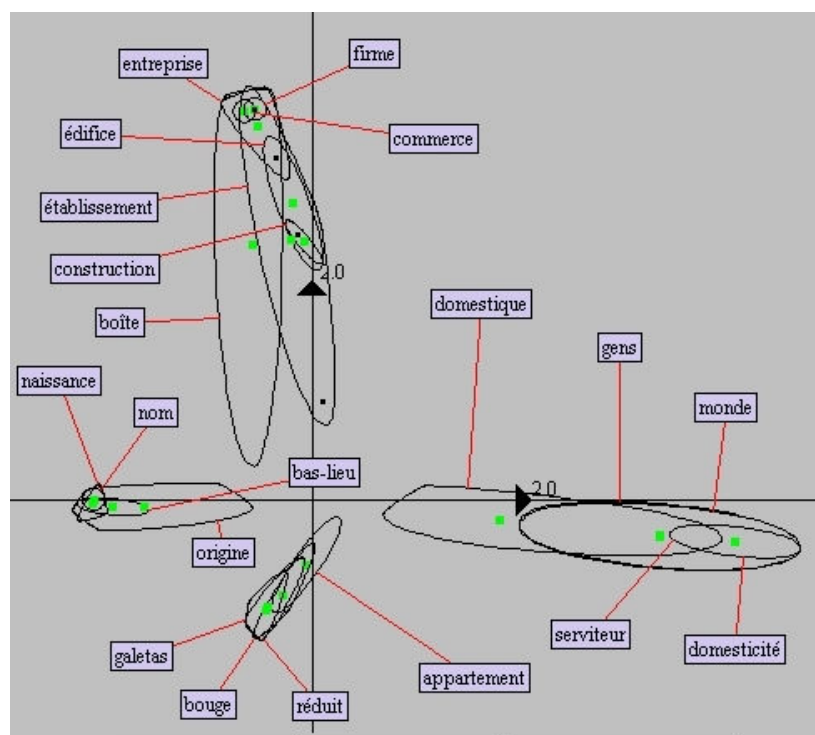 firme
entreprise
édifice
commerce
établissement
construction
2.0
domestique
boîte
gens
naissance
nom
monde
bas-lieu
2.0
origine
serviteur
domesticité
galetas
appartement
bouge
réduit